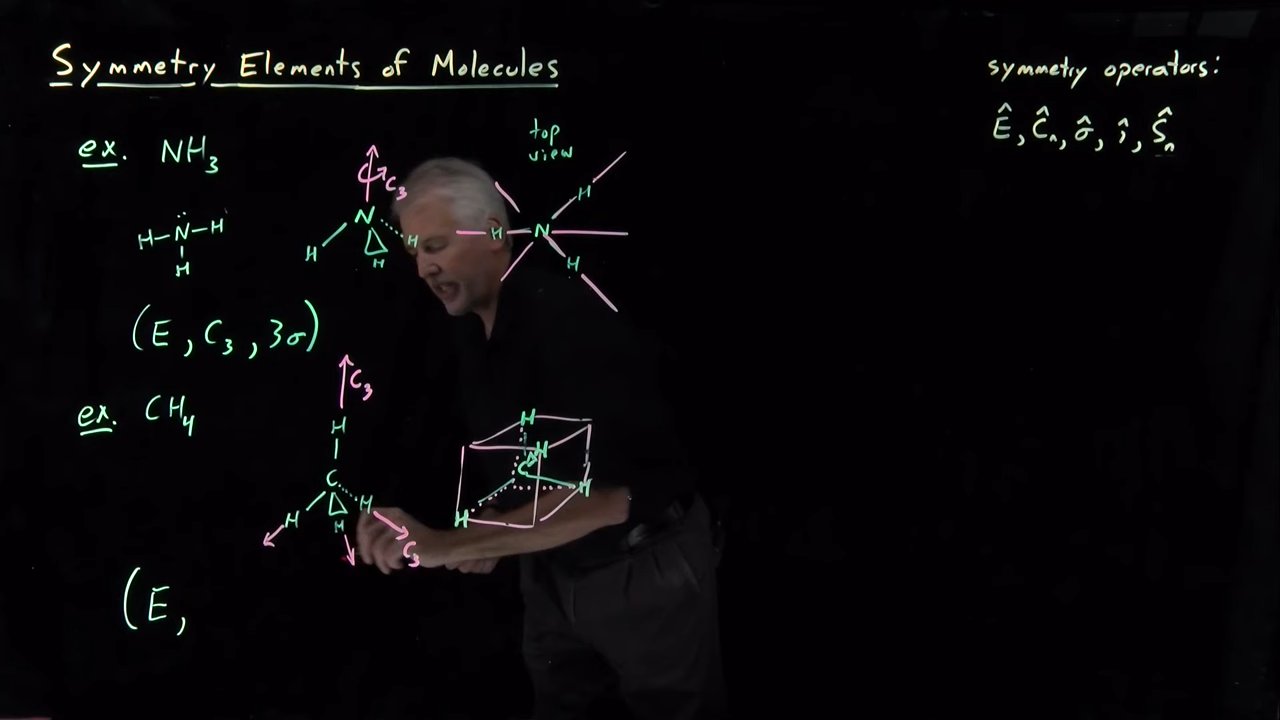 Symmetry Elements of Molecules
symmetry operators:
Ê, Ĉₙ, σ̂, î, Ŝₙ
ex. NH₃
top
view
C₃
N
H
H
H
H
H
N
H
H–N̈–H
H
(E, C₃, 3σ)
ex. CH₄
C₃
H
C
H
H
H
C₃
H
H
C
H
H
(E,